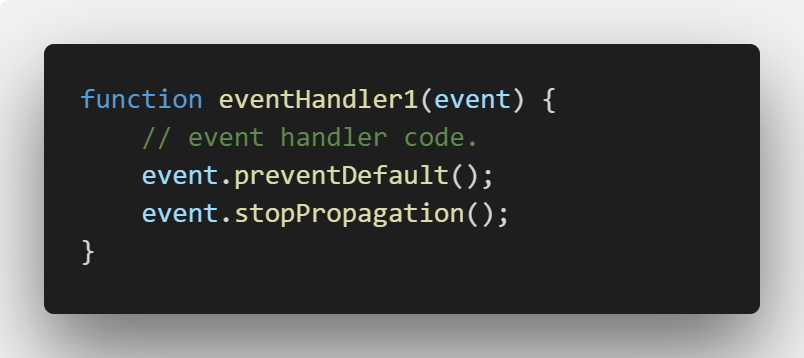 function eventHandler1(event) {
    // event handler code.
    event.preventDefault();
    event.stopPropagation();
}